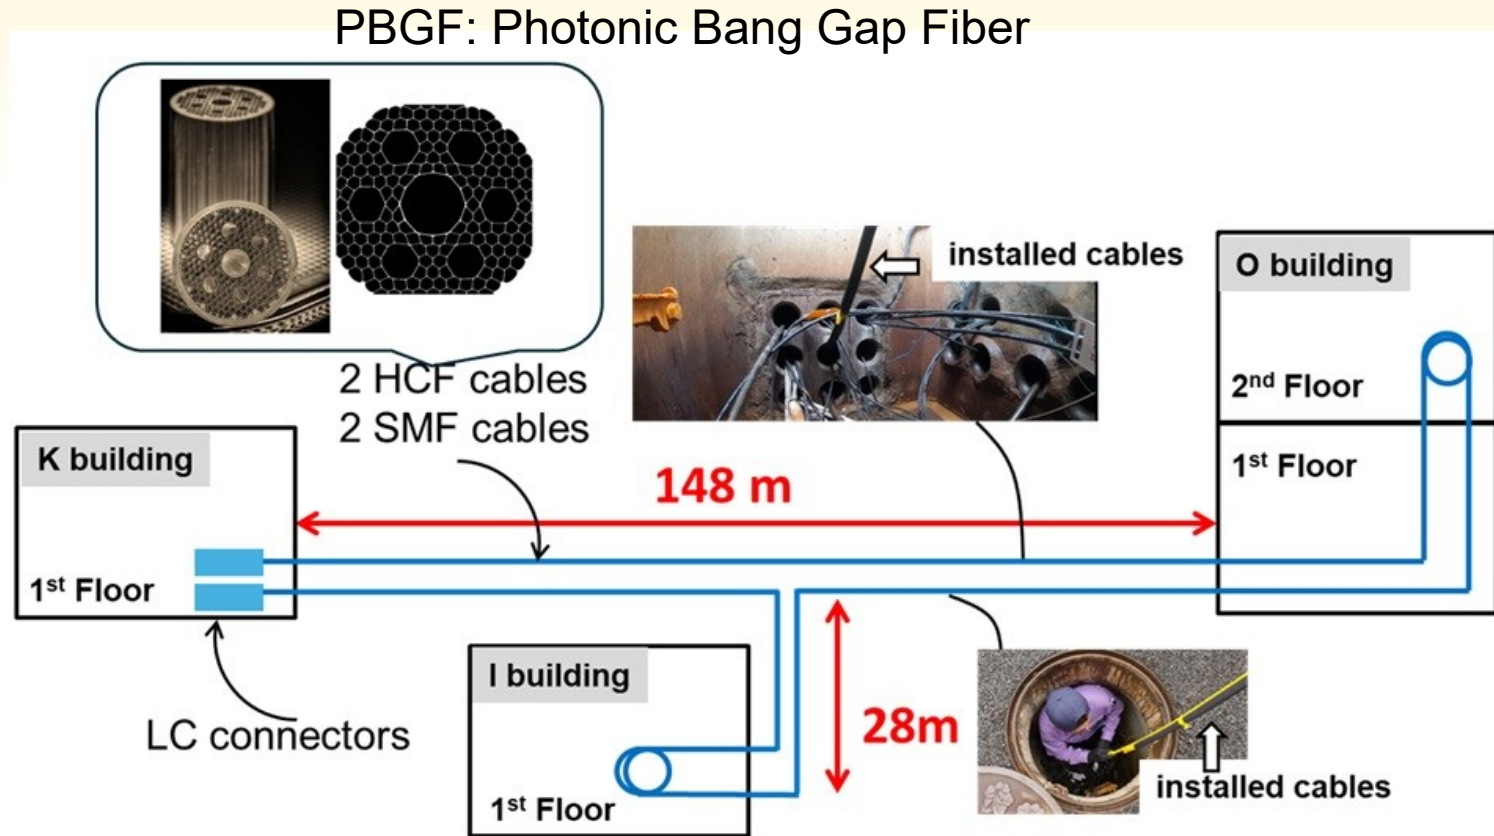 PBGF: Photonic Bang Gap Fiber
installed cables
O building
2nd Floor
1st Floor
2 HCF cables
2 SMF cables
K building
1st Floor
148 m
LC connectors
I building
1st Floor
28m
installed cables